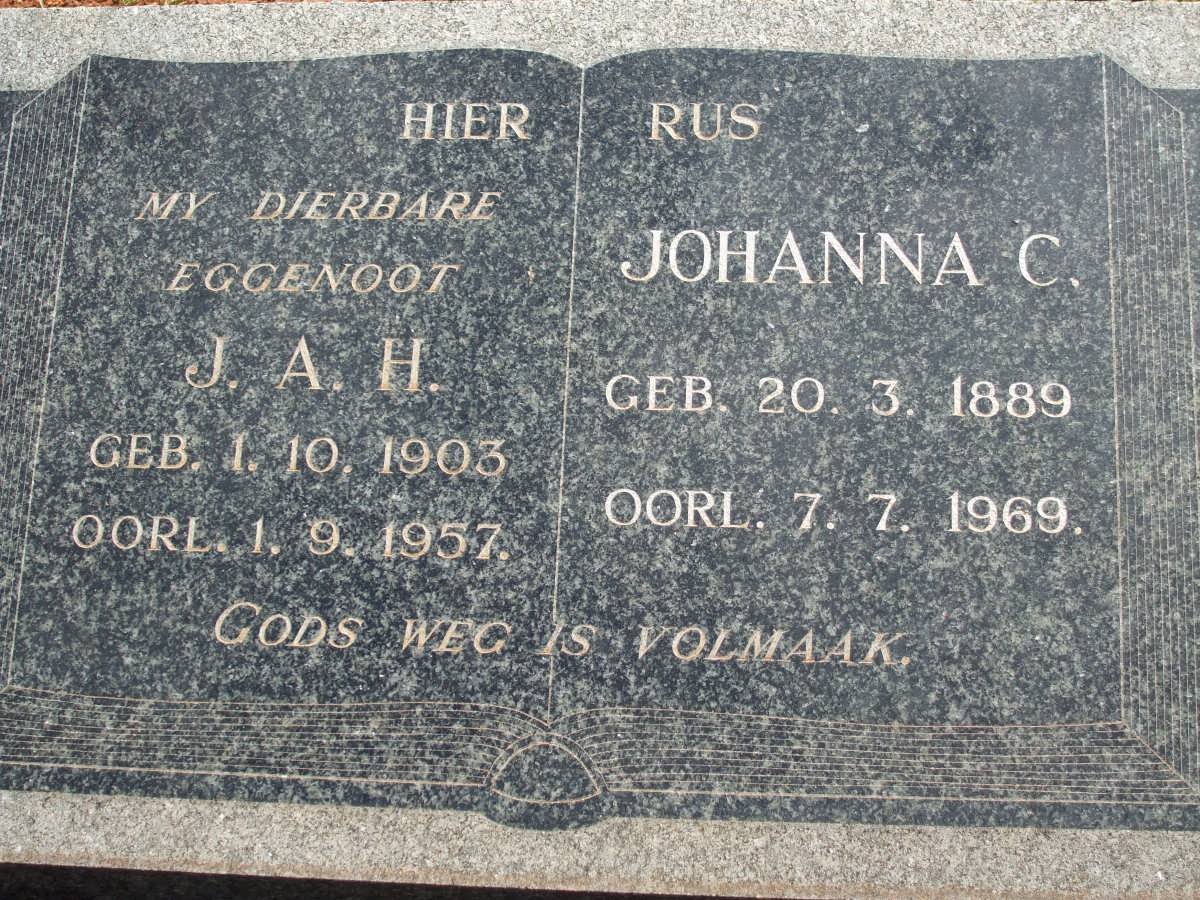 HIER RUS
MY DIERBARE
EGGENOOT
J. A. H.
GEB. 1. 10. 1903
OORL. 1. 9. 1957.
JOHANNA C.
GEB. 20. 3. 1889
OORL. 7. 7. 1969.
GODS WEG IS VOLMAAK.